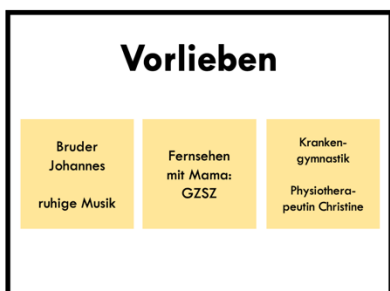 Vorlieben
Bruder
Johannes
ruhige Musik
Fernsehen
mit Mama:
GZSZ
Kranken-
gymnastik
Physiothera-
peutin Christine